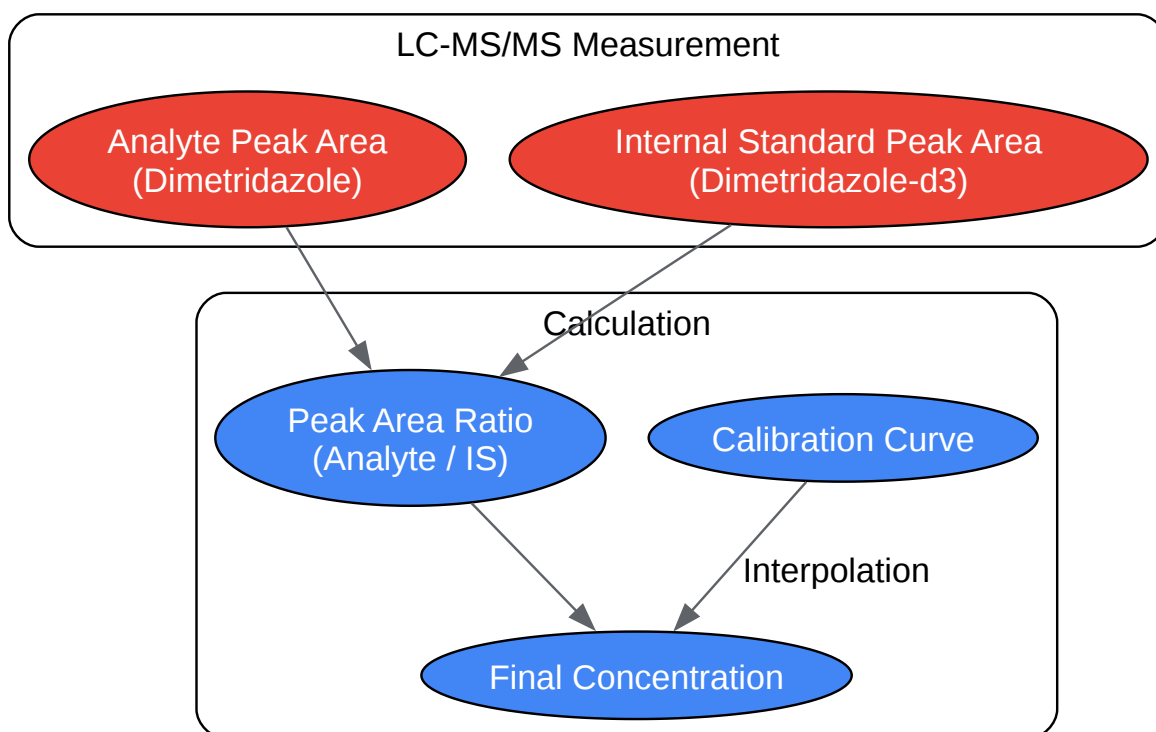 LC-MS/MS Measurement
Analyte Peak Area
(Dimetridazole)
Internal Standard Peak Area
(Dimetridazole-d3)
Calculation
Peak Area Ratio
(Analyte / IS)
Calibration Curve
Interpolation
Final Concentration